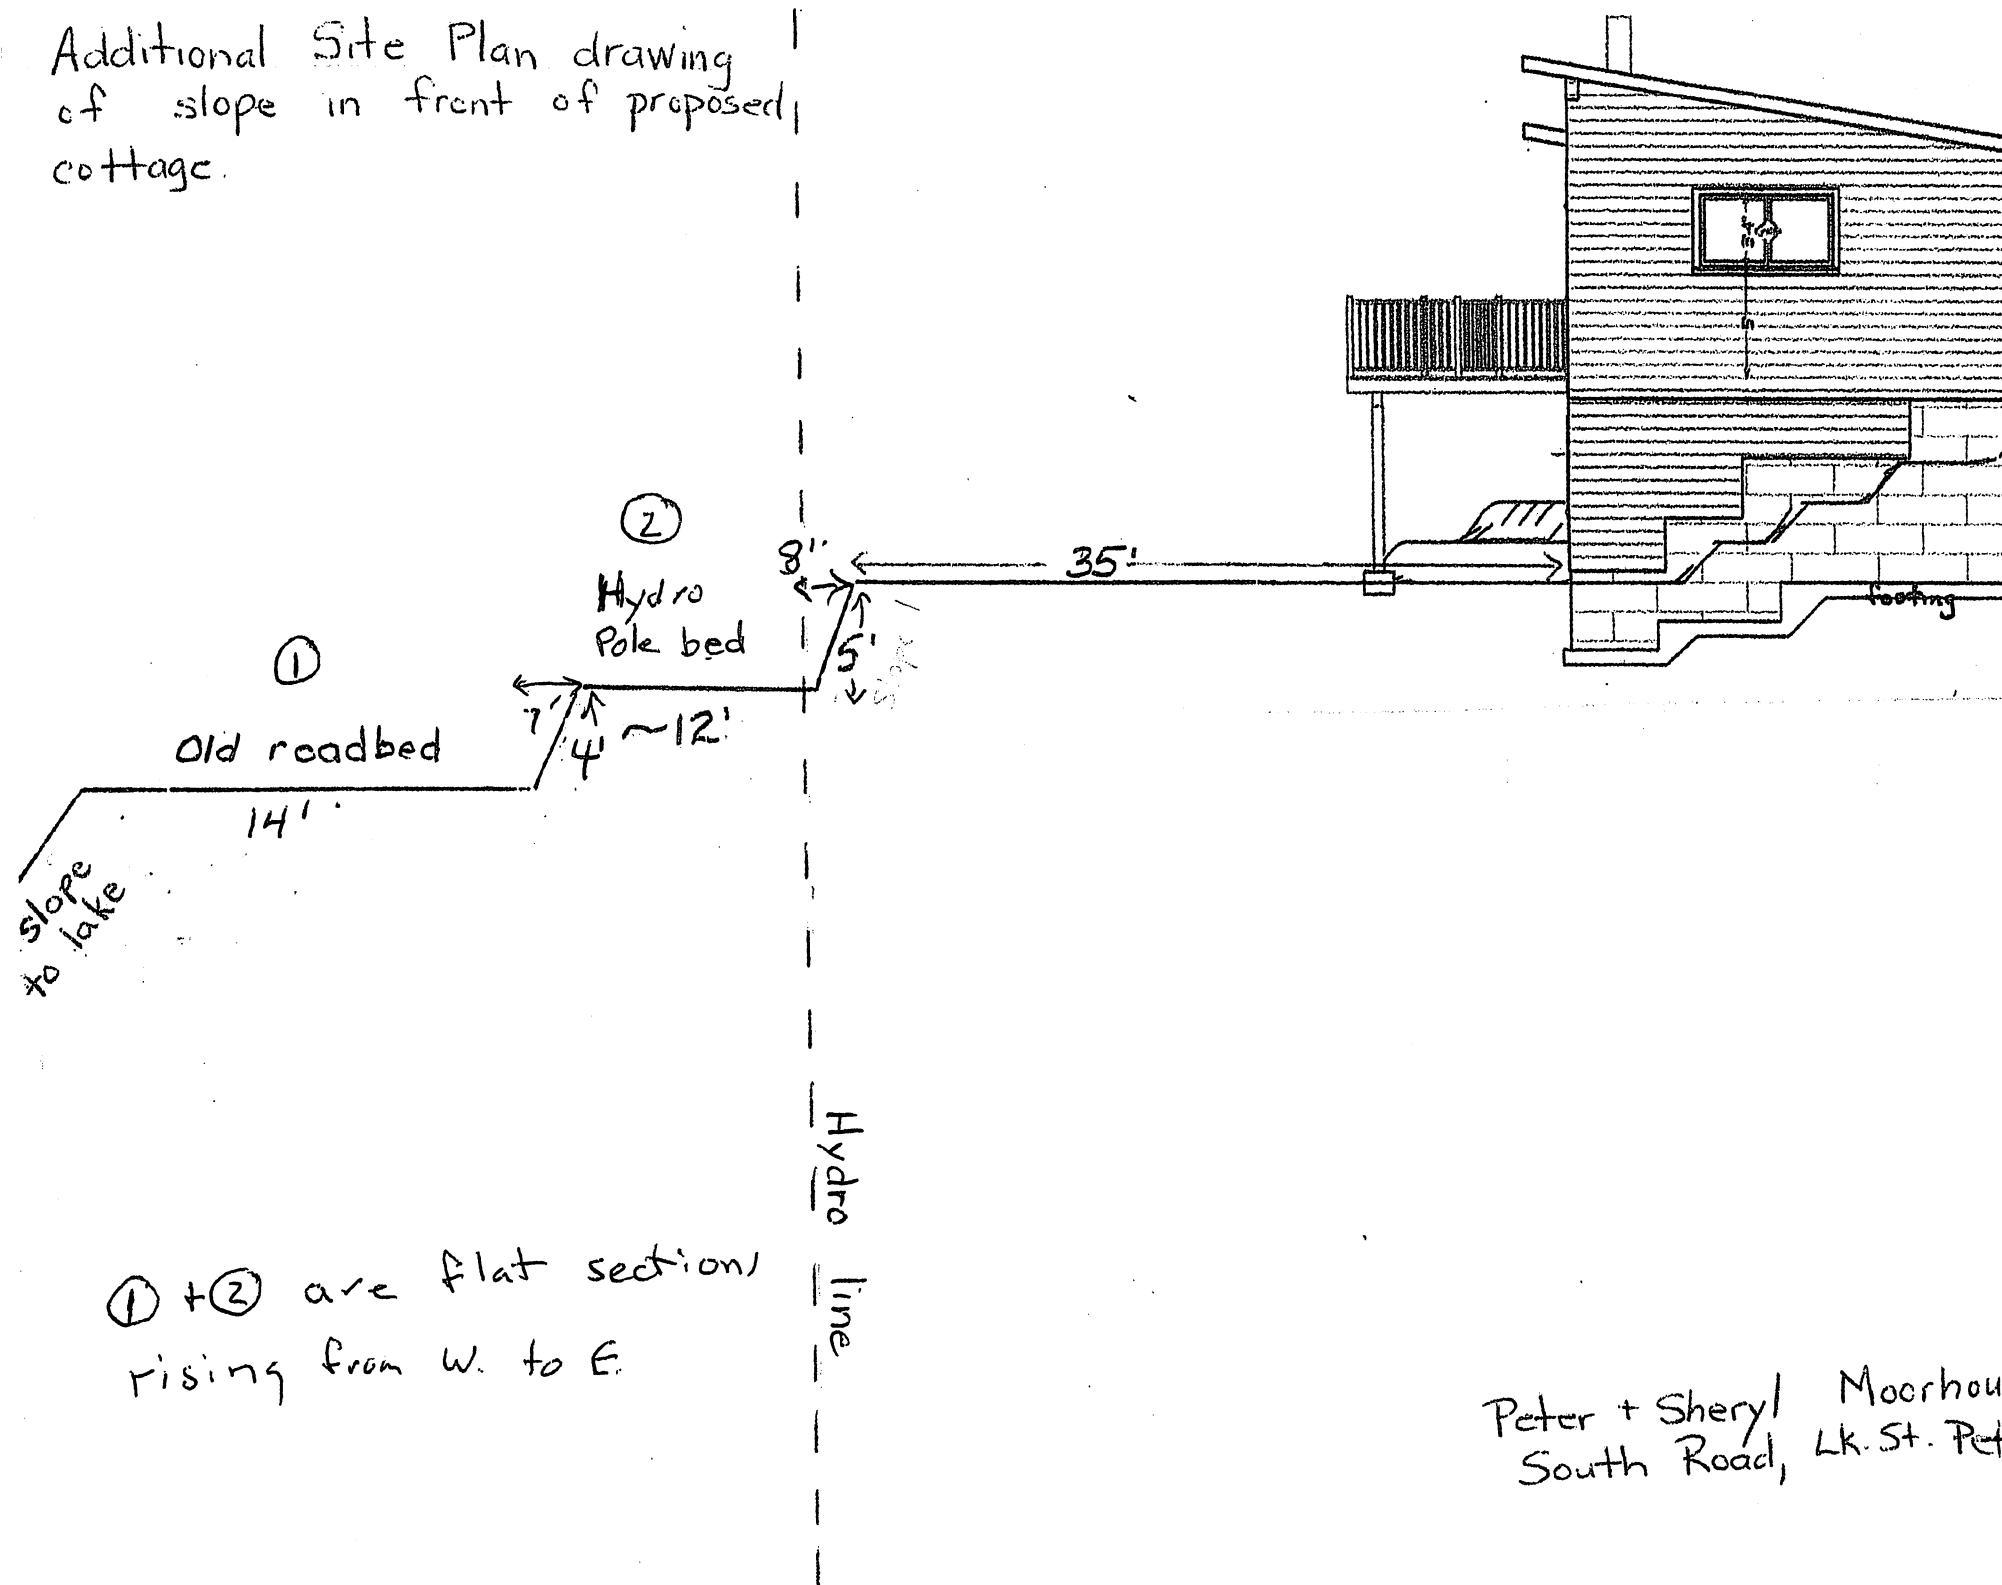 Additional Site Plan drawing
of slope in front of proposed
cottage.
2
8"
35'
Hydro
Pole bed
5'
slope
footing
1
7'
4'
~12'
Old roadbed
14'
slope
to lake
Hydro line
1 + 2 are flat sections
rising from W. to E.
Peter + Sheryl Moorhou
South Road, Lk. St. Pet